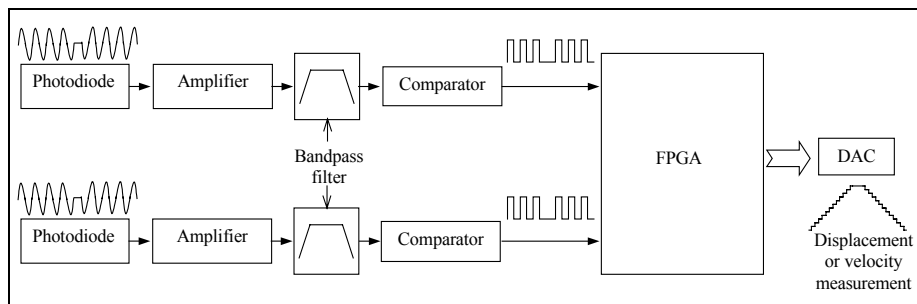 Photodiode
Amplifier
Comparator
Bandpass
filter
FPGA
DAC
Photodiode
Amplifier
Comparator
Displacement
or velocity
measurement